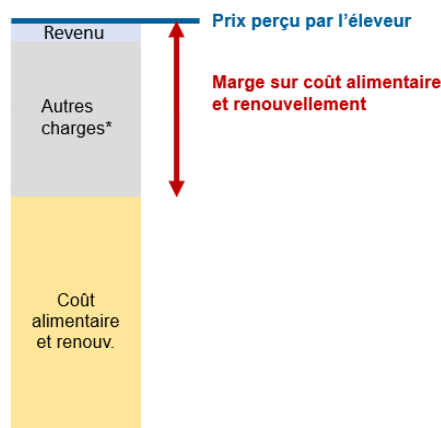 Prix perçu par l’éleveur
Revenu
Marge sur coût alimentaire
et renouvellement
Autres
charges*
Coût
alimentaire
et renouv.